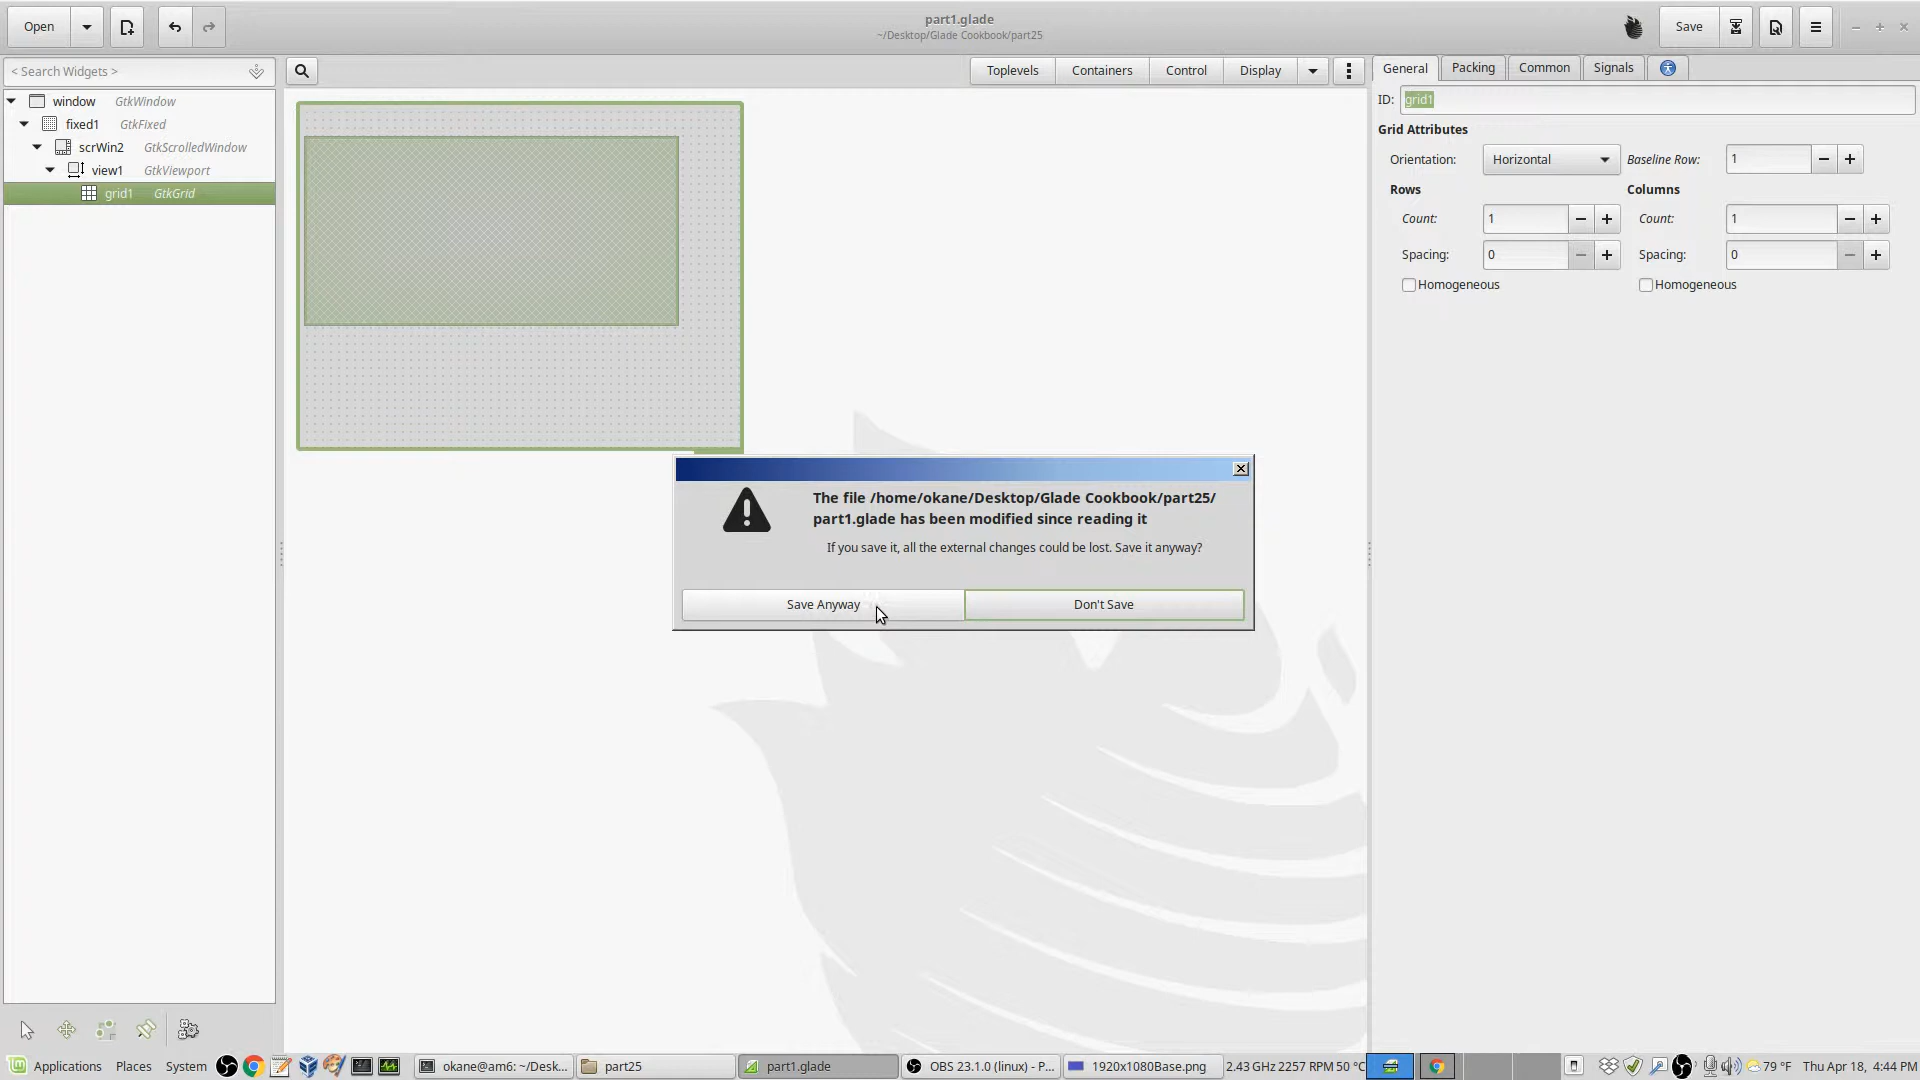 Open
part1.glade
~/Desktop/Glade Cookbook/part25
Save
< Search Widgets >
Toplevels
Containers
Control
Display
General
Packing
Common
Signals
window GtkWindow
fixed1 GtkFixed
scrWin2 GtkScrolledWindow
view1 GtkViewport
grid1 GtkGrid
ID: grid1
Grid Attributes
Orientation: Horizontal Baseline Row: 1
Rows Columns
Count: 1 Count: 1
Spacing: 0 Spacing: 0
Homogeneous Homogeneous
The file /home/okane/Desktop/Glade Cookbook/part25/
part1.glade has been modified since reading it
If you save it, all the external changes could be lost. Save it anyway?
Save Anyway Don't Save
Applications Places System okane@am6: ~/Desk... part25 part1.glade OBS 23.1.0 (linux) - P... 1920x1080Base.png 2.43 GHz 2257 RPM 50 °C 79 °F Thu Apr 18, 4:44 PM